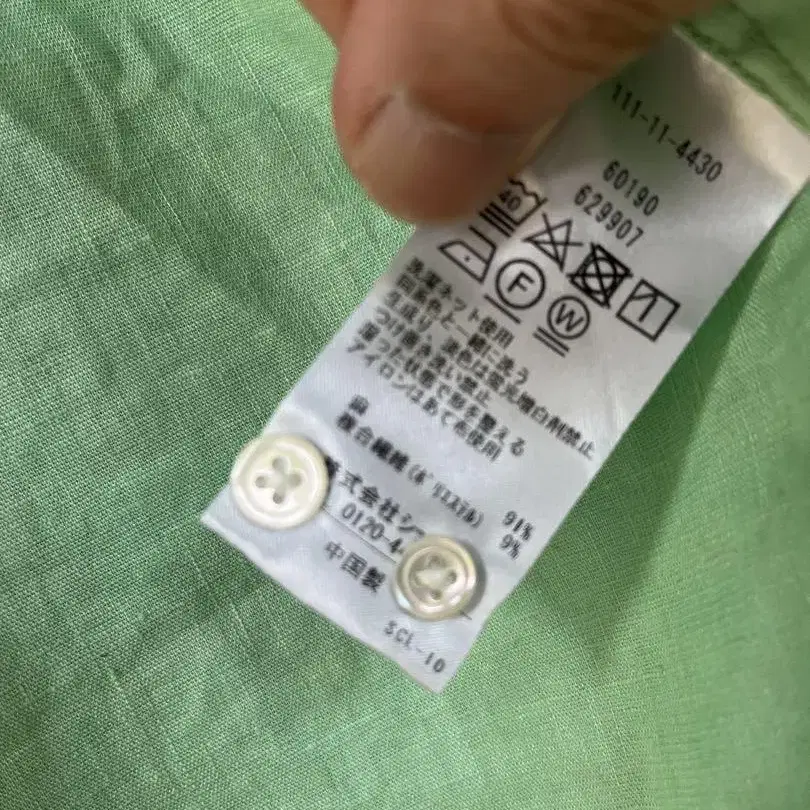 111-11-4430
60190
629907
40
F
W
洗濯ネット使用
同系色と一緒に洗う
生成り、淡色は蛍光増白剤禁止
つけ置き洗い禁止
湿った状態で形を整える
アイロンはあて布使用
麻 91%
複合繊維(ポリエステル) 9%
株式会社シ
0120-4
中国製
SCL-10